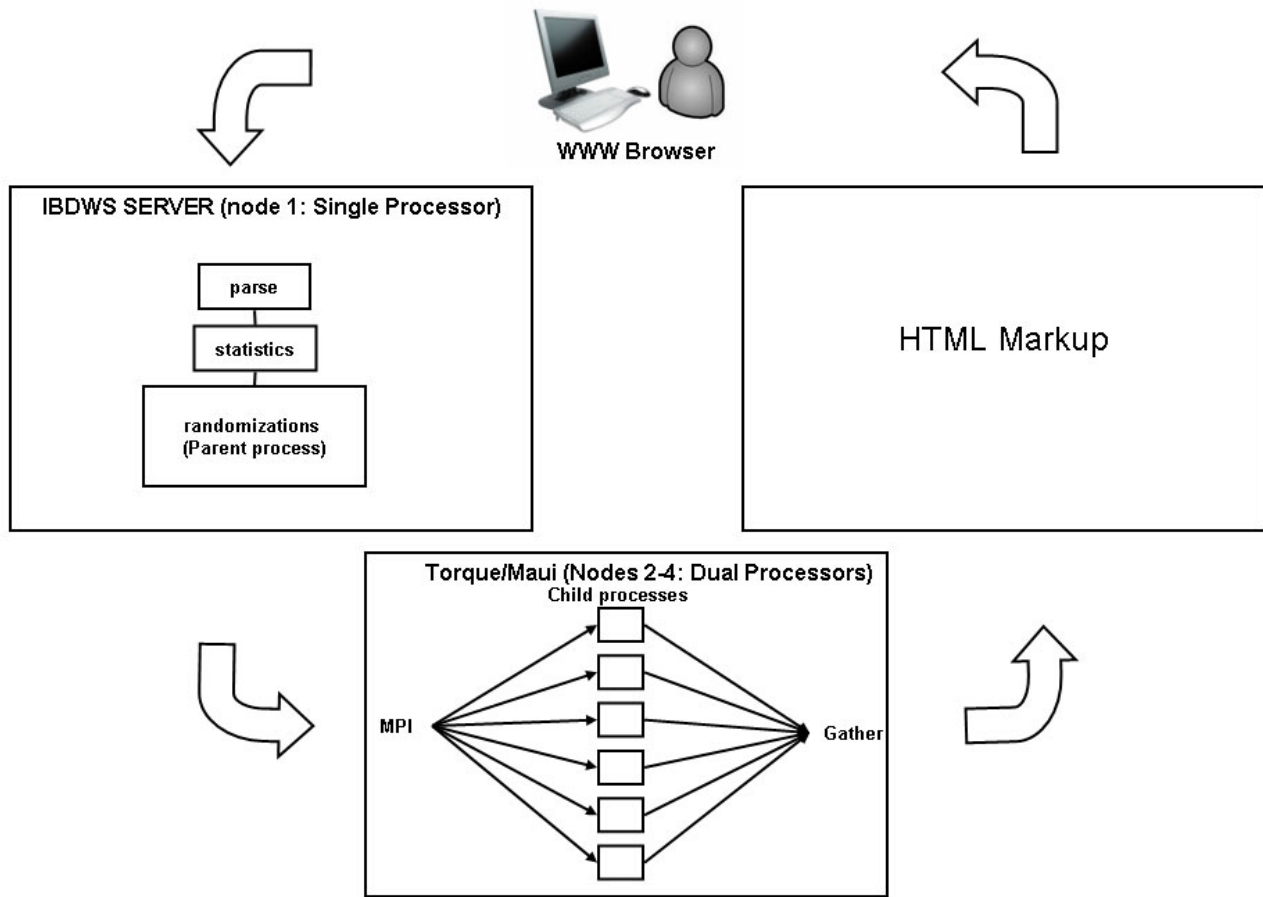 WWW Browser
IBDWS SERVER (node 1: Single Processor)
parse
statistics
randomizations
(Parent process)
HTML Markup
Torque/Maui (Nodes 2-4: Dual Processors)
Child processes
MPI
Gather